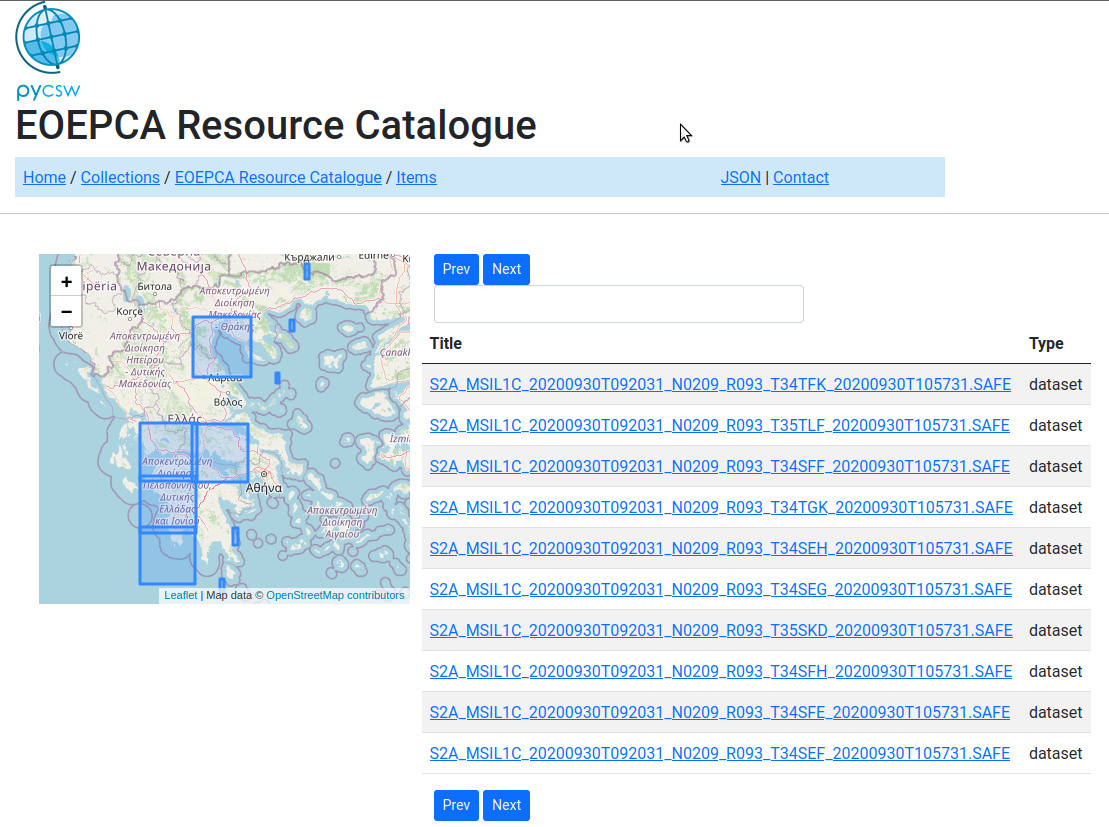 pycsw
EOEPCA Resource Catalogue
Home / Collections / EOEPCA Resource Catalogue / Items
JSON | Contact
+
−
Македонија
Кърджали
Edirne
Битола
Korçë
Vlorë
Αποκεντρωμένη
Διοίκηση
Μακεδονίας
- Θράκης
Αποκεντρωμένη
Διοίκηση
Ηπείρου
- Δυτικής
Μακεδονίας
Çanakk
Λάρισα
Βόλος
Ελλάς
İzmi
Αποκεντρωμένη
Διοίκηση
Πελοποννήσου
Δυτικής
Ελλάδας
και Ιονίου
Αθήνα
Αποκεντρωμένη
Διοίκηση
Αιγαίου
Leaflet | Map data © OpenStreetMap contributors
Prev Next
Title Type
S2A_MSIL1C_20200930T092031_N0209_R093_T34TFK_20200930T105731.SAFE dataset
S2A_MSIL1C_20200930T092031_N0209_R093_T35TLF_20200930T105731.SAFE dataset
S2A_MSIL1C_20200930T092031_N0209_R093_T34SFF_20200930T105731.SAFE dataset
S2A_MSIL1C_20200930T092031_N0209_R093_T34TGK_20200930T105731.SAFE dataset
S2A_MSIL1C_20200930T092031_N0209_R093_T34SEH_20200930T105731.SAFE dataset
S2A_MSIL1C_20200930T092031_N0209_R093_T34SEG_20200930T105731.SAFE dataset
S2A_MSIL1C_20200930T092031_N0209_R093_T35SKD_20200930T105731.SAFE dataset
S2A_MSIL1C_20200930T092031_N0209_R093_T34SFH_20200930T105731.SAFE dataset
S2A_MSIL1C_20200930T092031_N0209_R093_T34SFE_20200930T105731.SAFE dataset
S2A_MSIL1C_20200930T092031_N0209_R093_T34SEF_20200930T105731.SAFE dataset
Prev Next